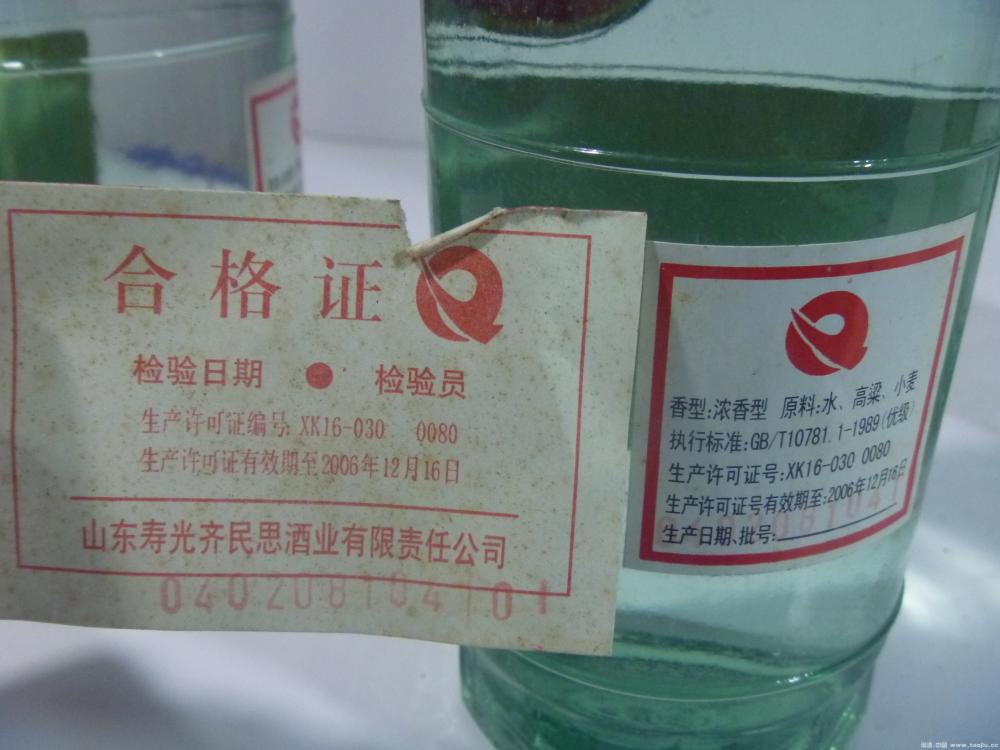 合格证
检验日期 ● 检验员
生产许可证编号: XK16-030 0080
生产许可证有效期至2006年12月16日
山东寿光齐民思酒业有限责任公司
香型:浓香型 原料:水、高粱、小麦
执行标准:GB/T10781.1-1989(优级)
生产许可证号:XK16-030 0080
生产许可证号有效期至:2006年12月16日
生产日期、批号:
www.taojiu.cc